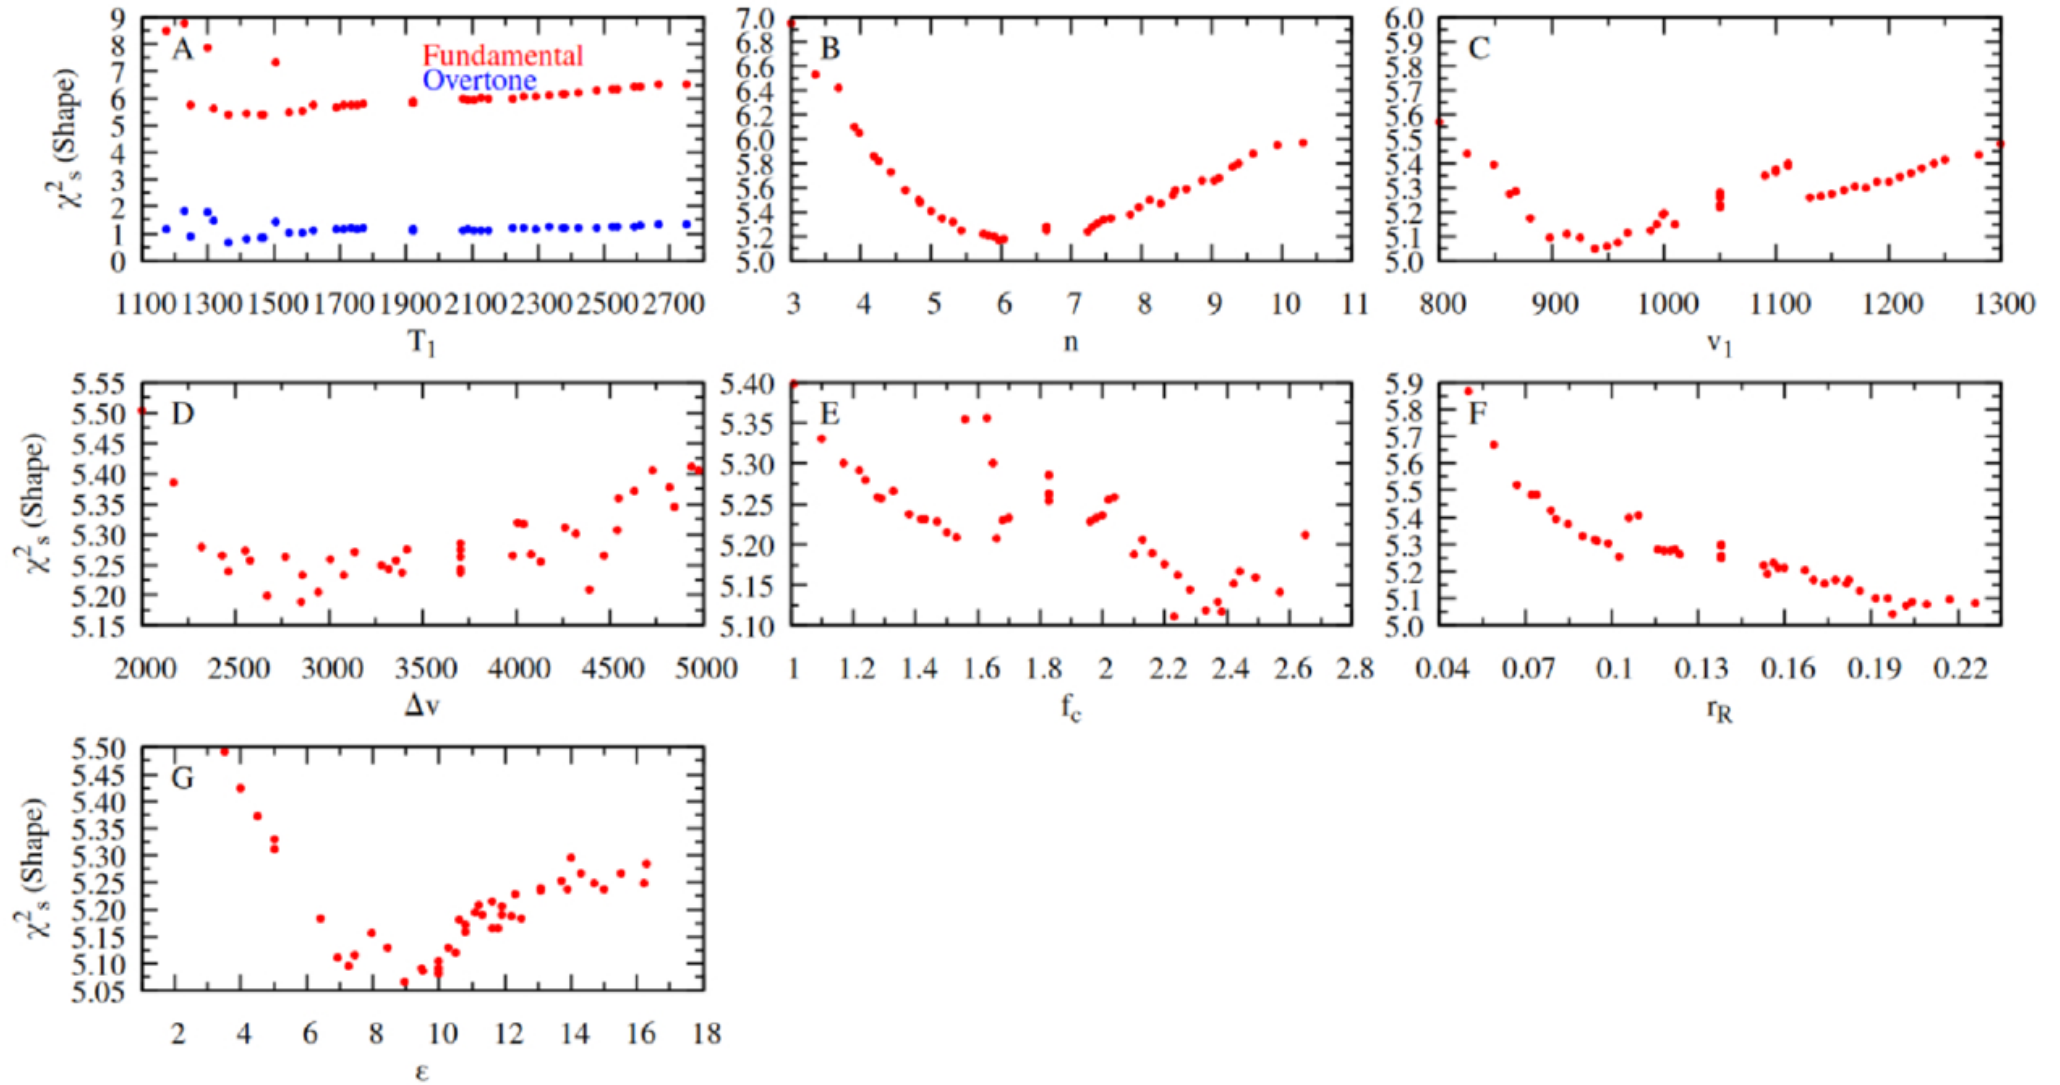 χ²s (Shape)
9
8
7
6
5
4
3
2
1
0
A
Fundamental
Overtone
1100 1300 1500 1700 1900 2100 2300 2500 2700
T1
7.0
6.8
6.6
6.4
6.2
6.0
5.8
5.6
5.4
5.2
5.0
B
3 4 5 6 7 8 9 10 11
n
6.0
5.9
5.8
5.7
5.6
5.5
5.4
5.3
5.2
5.1
5.0
C
800 900 1000 1100 1200 1300
v1
χ²s (Shape)
5.55
5.50
5.45
5.40
5.35
5.30
5.25
5.20
5.15
D
2000 2500 3000 3500 4000 4500 5000
Δv
5.40
5.35
5.30
5.25
5.20
5.15
5.10
E
1 1.2 1.4 1.6 1.8 2 2.2 2.4 2.6 2.8
fc
5.9
5.8
5.7
5.6
5.5
5.4
5.3
5.2
5.1
5.0
F
0.04 0.07 0.1 0.13 0.16 0.19 0.22
rR
χ²s (Shape)
5.50
5.45
5.40
5.35
5.30
5.25
5.20
5.15
5.10
5.05
G
2 4 6 8 10 12 14 16 18
ε